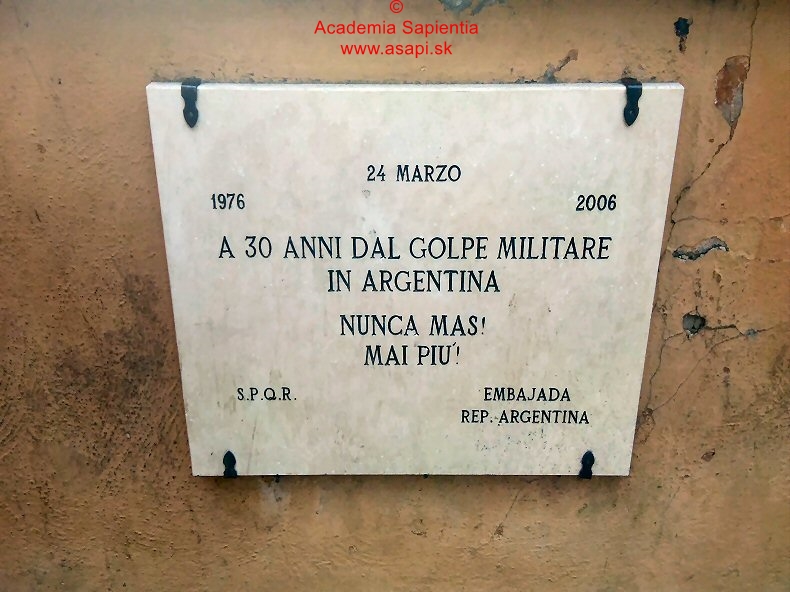 ©
Academia Sapientia
www.asapi.sk
24 MARZO
1976 2006
A 30 ANNI DAL GOLPE MILITARE
IN ARGENTINA
NUNCA MAS!
MAI PIU'!
S.P.Q.R. EMBAJADA
REP. ARGENTINA